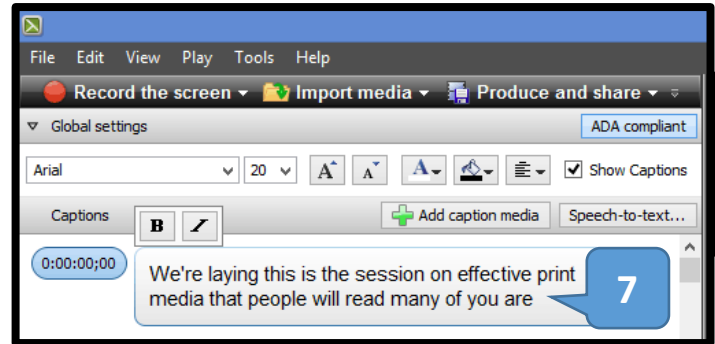 File Edit View Play Tools Help
Record the screen Import media Produce and share
Global settings ADA compliant
Arial 20 A A A Show Captions
Captions B I Add caption media Speech-to-text...
0:00:00;00
We're laying this is the session on effective print
media that people will read many of you are
7